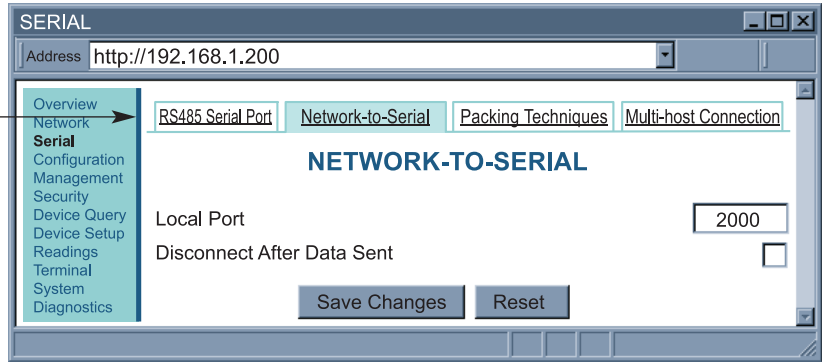 SERIAL
Address http://192.168.1.200
Overview
Network
Serial
Configuration
Management
Security
Device Query
Device Setup
Readings
Terminal
System
Diagnostics
RS485 Serial Port Network-to-Serial Packing Techniques Multi-host Connection
NETWORK-TO-SERIAL
Local Port 2000
Disconnect After Data Sent
Save Changes Reset